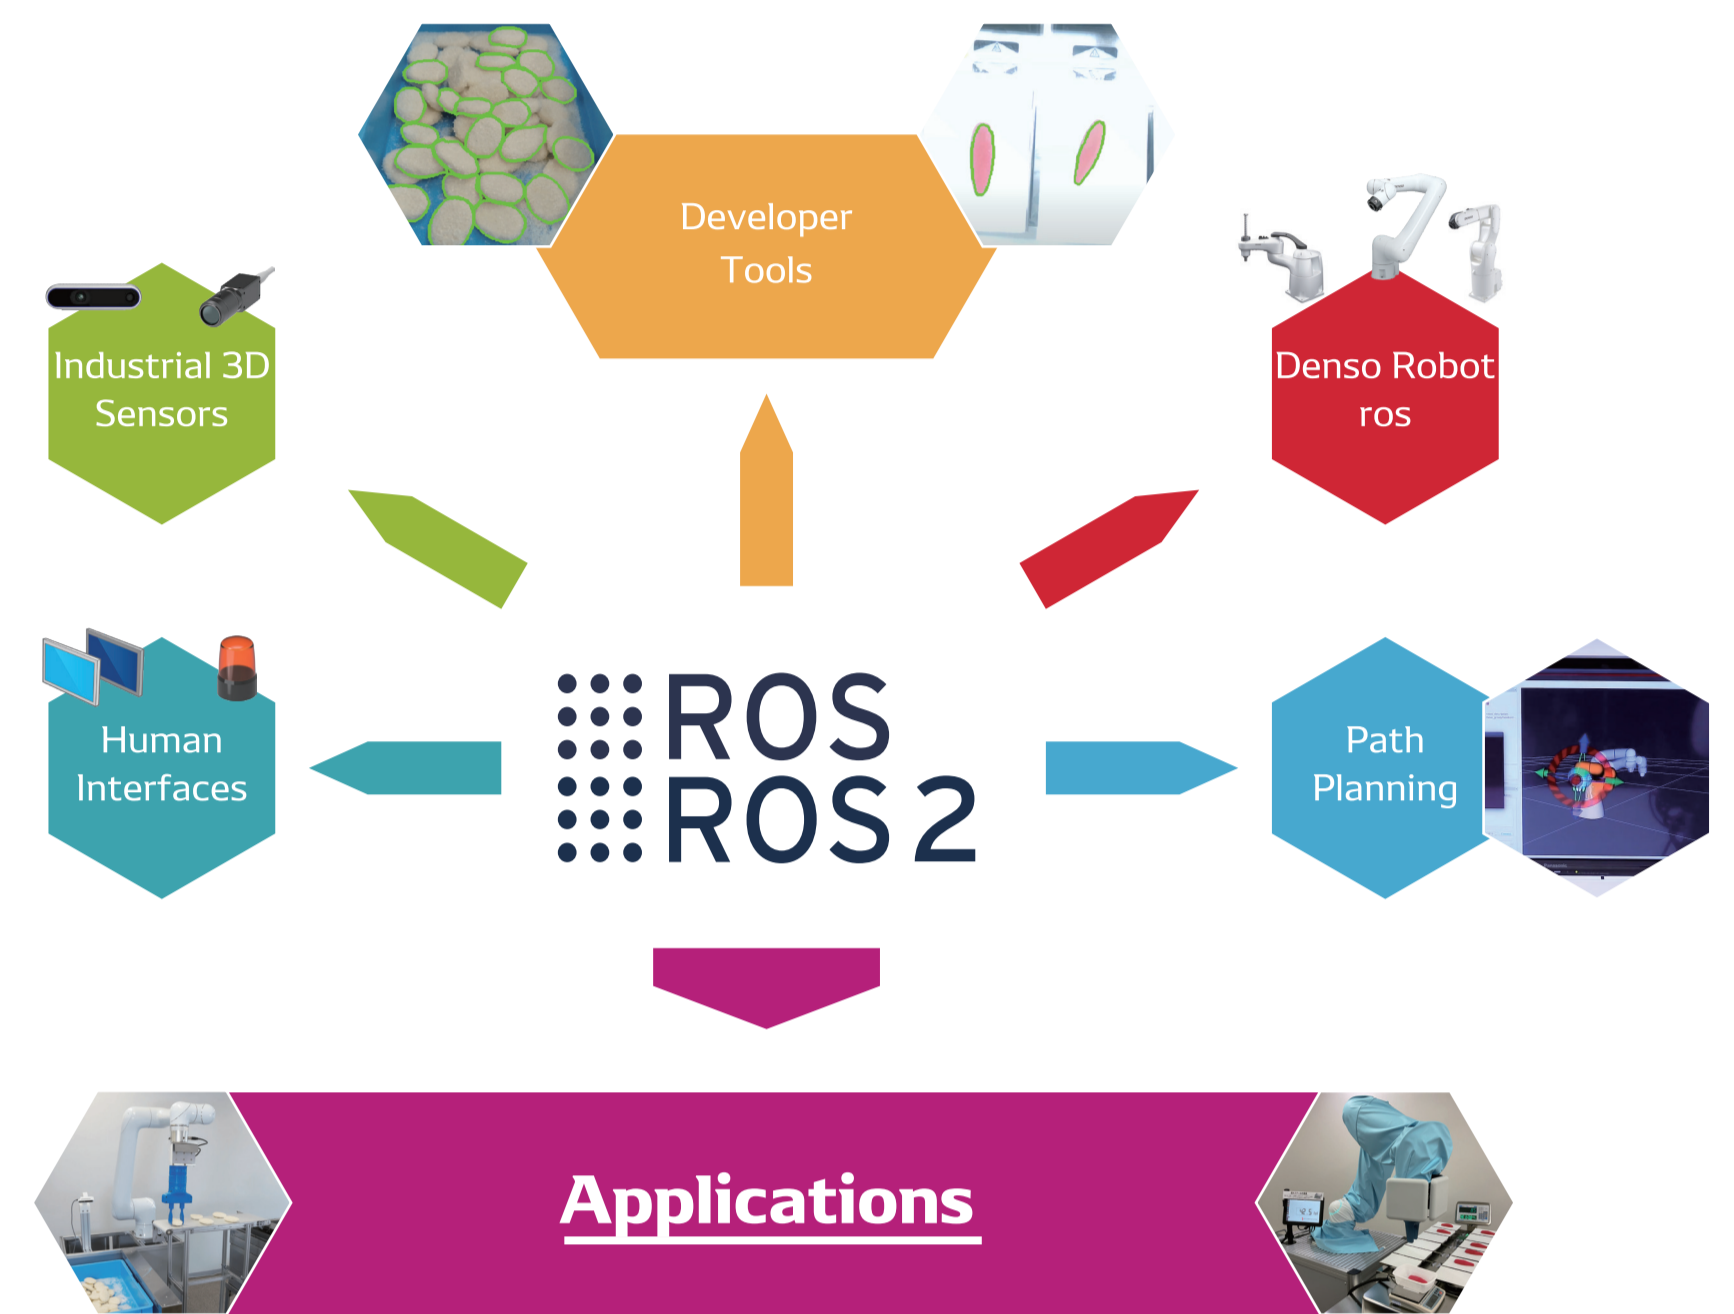 Developer
Tools
Industrial 3D
Sensors
Denso Robot
ros
Human
Interfaces
ROS
ROS 2
Path
Planning
Applications